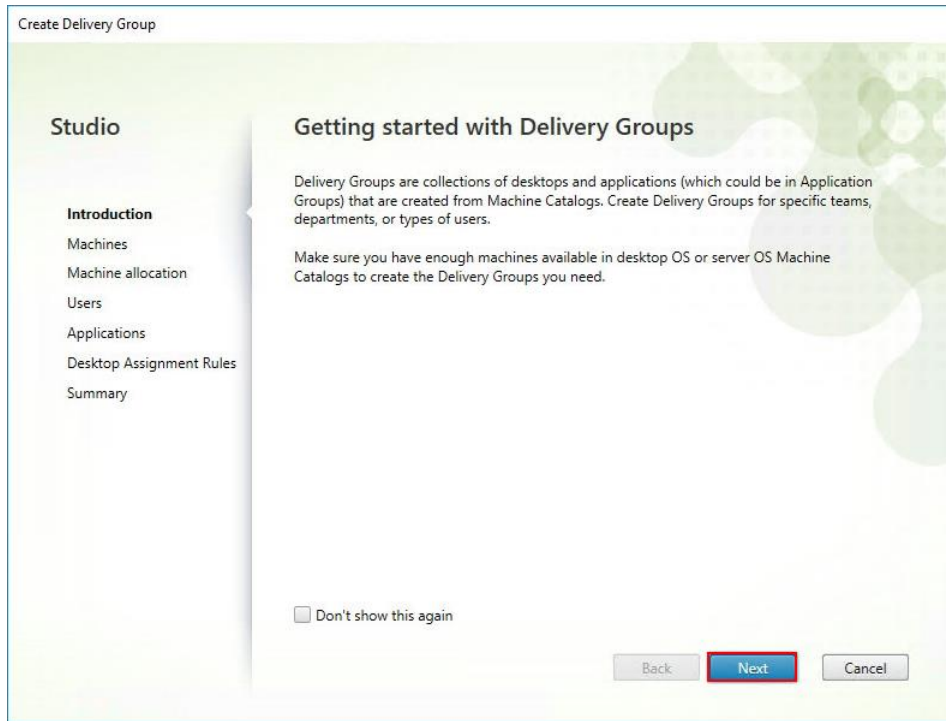 Create Delivery Group
Studio
Introduction
Machines
Machine allocation
Users
Applications
Desktop Assignment Rules
Summary
Getting started with Delivery Groups
Delivery Groups are collections of desktops and applications (which could be in Application
Groups) that are created from Machine Catalogs. Create Delivery Groups for specific teams,
departments, or types of users.
Make sure you have enough machines available in desktop OS or server OS Machine
Catalogs to create the Delivery Groups you need.
Don't show this again
Back
Next
Cancel